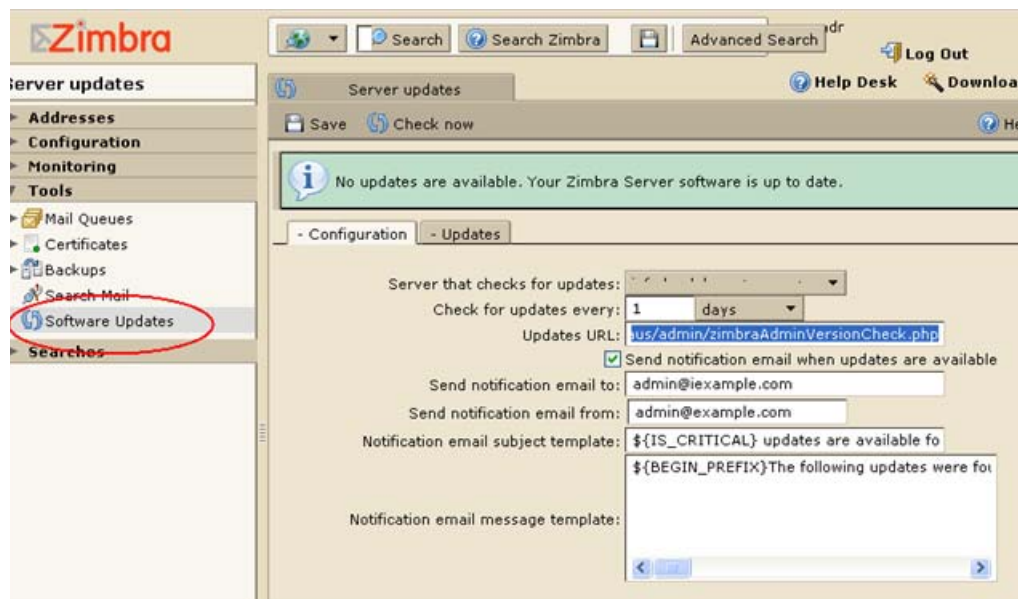 Zimbra
Search
Search Zimbra
Advanced Search
Log Out
Server updates
Server updates
Help Desk
Save
Check now
Addresses
Configuration
Monitoring
Tools
Mail Queues
Certificates
Backups
Search Mail
Software Updates
Searches
No updates are available. Your Zimbra Server software is up to date.
- Configuration
- Updates
Server that checks for updates:
Check for updates every: 1 days
Updates URL: /admin/zimbraAdminVersionCheck.php
Send notification email when updates are available
Send notification email to: admin@iexample.com
Send notification email from: admin@example.com
Notification email subject template: ${IS_CRITICAL} updates are available fo
Notification email message template: ${BEGIN_PREFIX}The following updates were